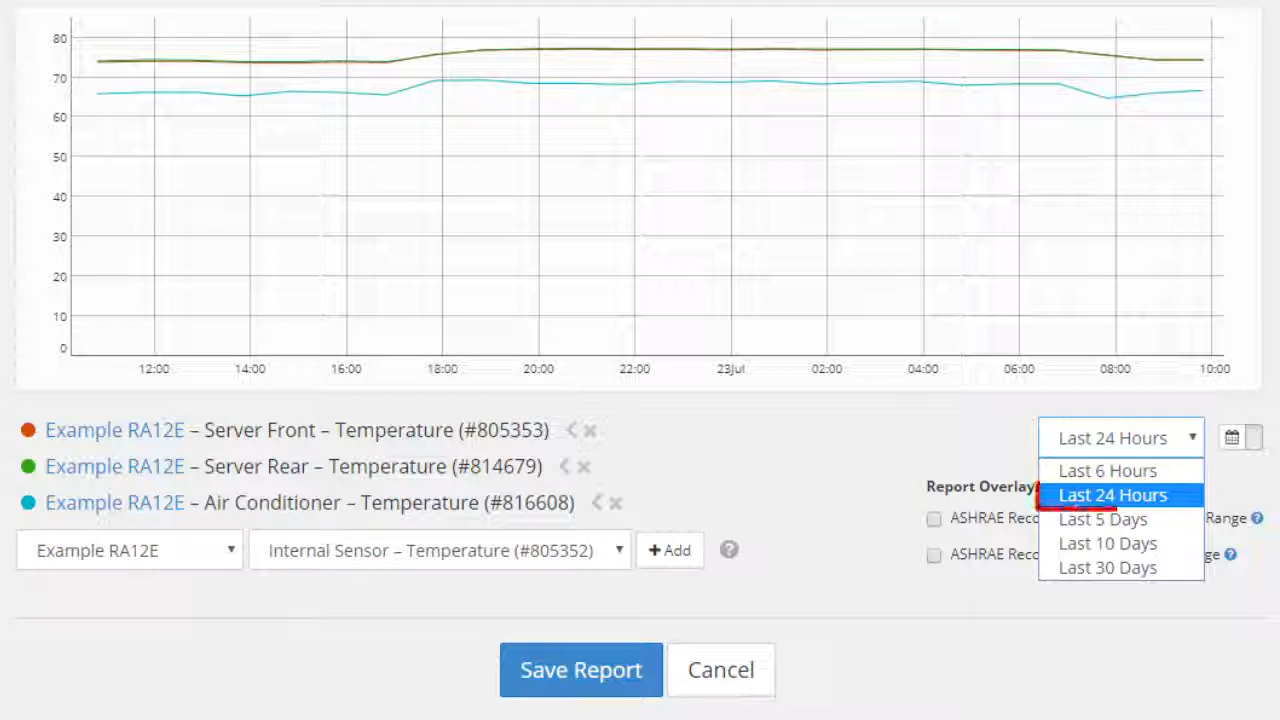 80
70
60
50
40
30
20
10
0
12:00 14:00 16:00 18:00 20:00 22:00 23Jul 02:00 04:00 06:00 08:00 10:00
Example RA12E – Server Front – Temperature (#805353)
Example RA12E – Server Rear – Temperature (#814679)
Example RA12E – Air Conditioner – Temperature (#816608)
Example RA12E Internal Sensor – Temperature (#805352) + Add ?
Last 24 Hours
Last 6 Hours
Last 24 Hours
Last 5 Days
Last 10 Days
Last 30 Days
Report Overlay
ASHRAE Reco Range ?
ASHRAE Reco ge ?
Save Report Cancel